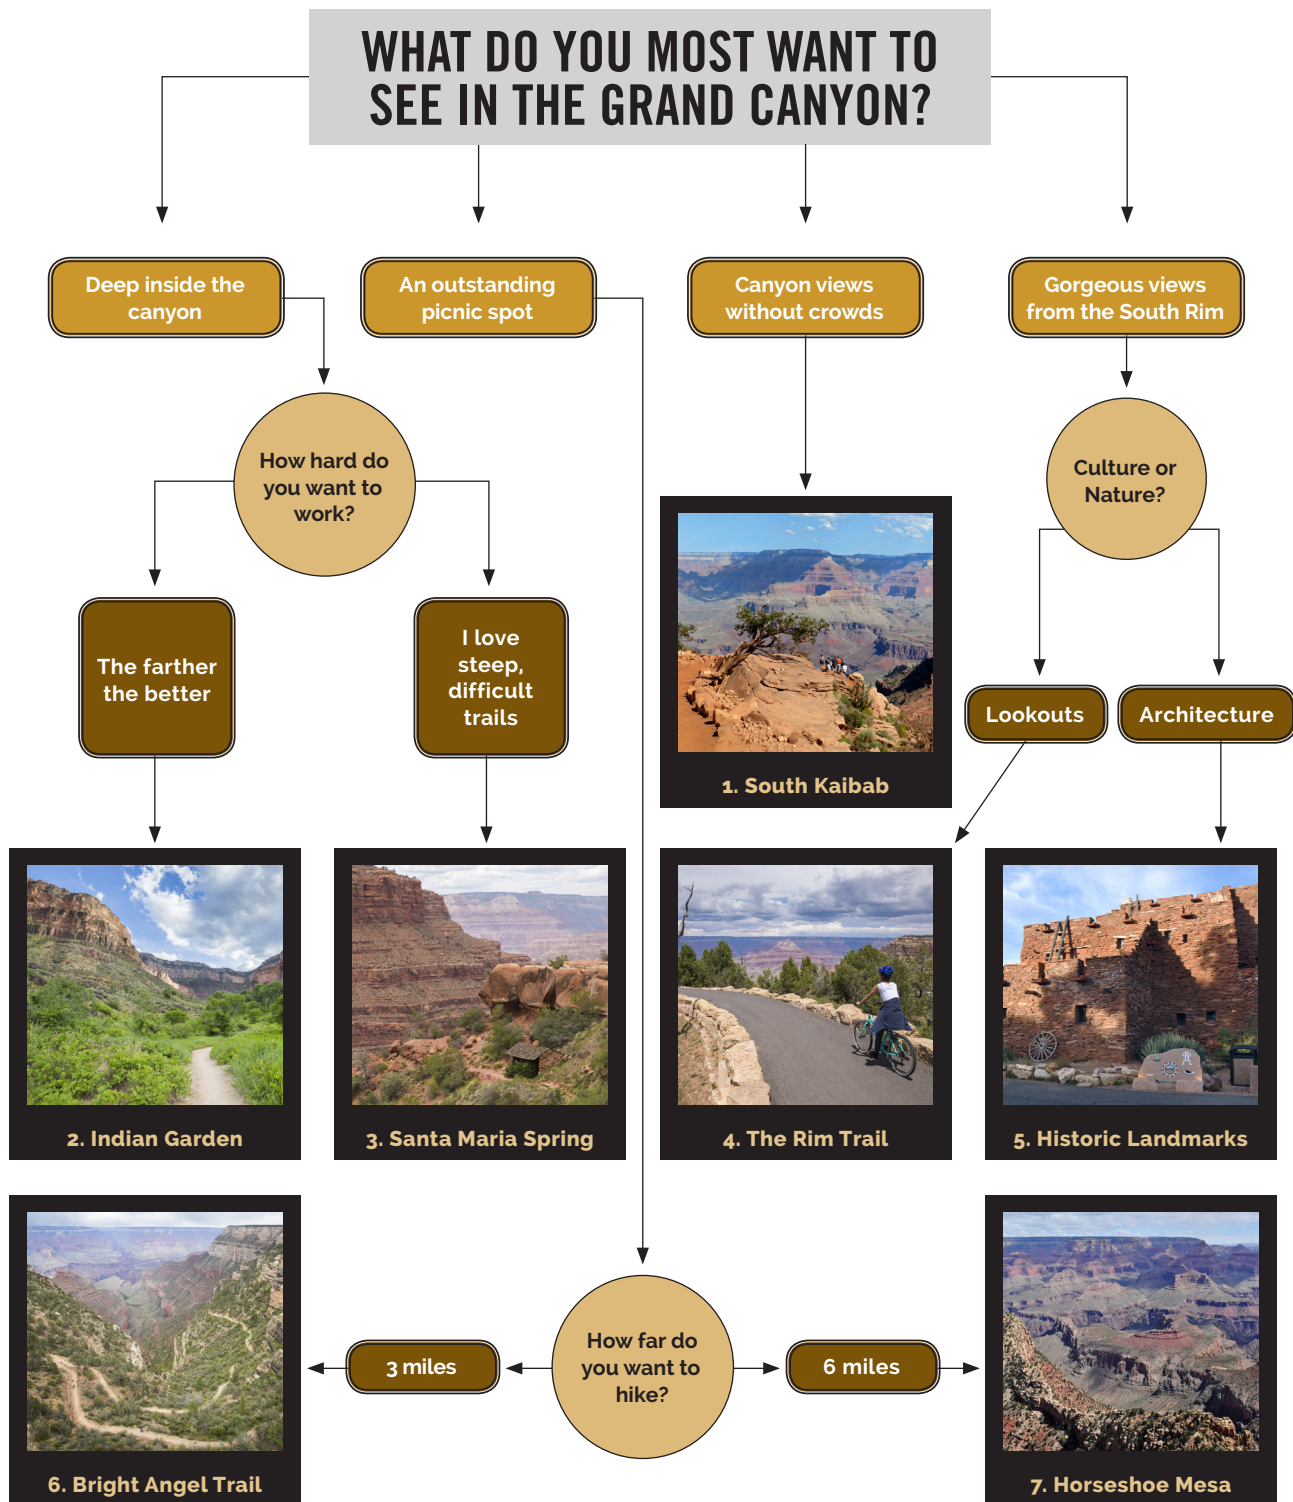 WHAT DO YOU MOST WANT TO
SEE IN THE GRAND CANYON?
Deep inside the
canyon
An outstanding
picnic spot
Canyon views
without crowds
Gorgeous views
from the South Rim
How hard do
you want to
work?
Culture or
Nature?
The farther
the better
I love
steep,
difficult
trails
Lookouts
Architecture
1. South Kaibab
2. Indian Garden
3. Santa Maria Spring
4. The Rim Trail
5. Historic Landmarks
How far do
you want to
hike?
3 miles
6 miles
6. Bright Angel Trail
7. Horseshoe Mesa